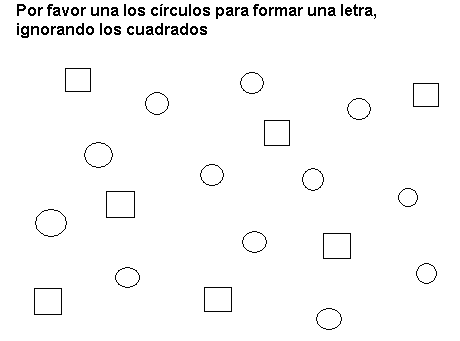 Por favor una los círculos para formar una letra,
ignorando los cuadrados